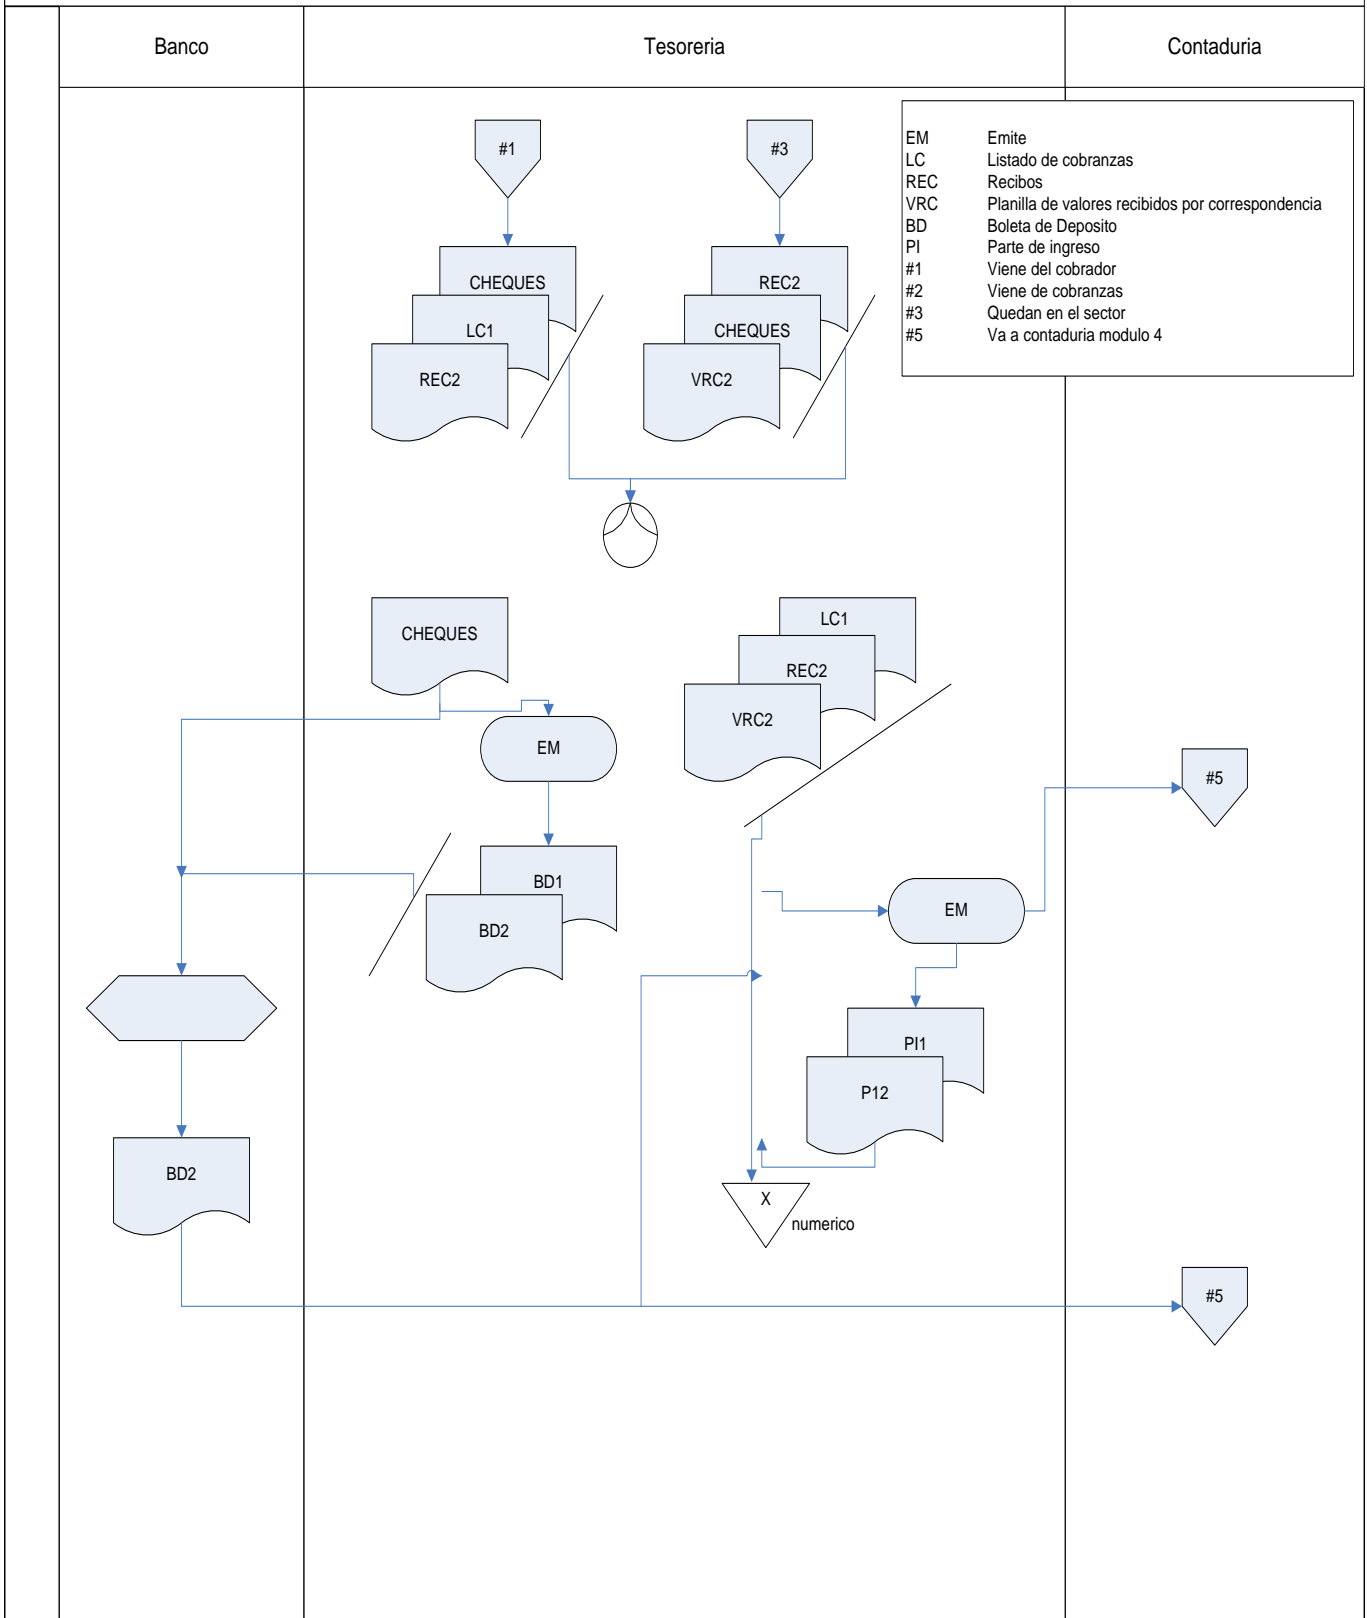 Banco
Tesoreria
Contaduria
#1
#3
EM Emite
LC Listado de cobranzas
REC Recibos
VRC Planilla de valores recibidos por correspondencia
BD Boleta de Deposito
PI Parte de ingreso
#1 Viene del cobrador
#2 Viene de cobranzas
#3 Quedan en el sector
#5 Va a contaduria modulo 4
CHEQUES
LC1
REC2
REC2
CHEQUES
VRC2
CHEQUES
LC1
REC2
VRC2
EM
#5
BD1
BD2
EM
PI1
P12
BD2
X
numerico
#5